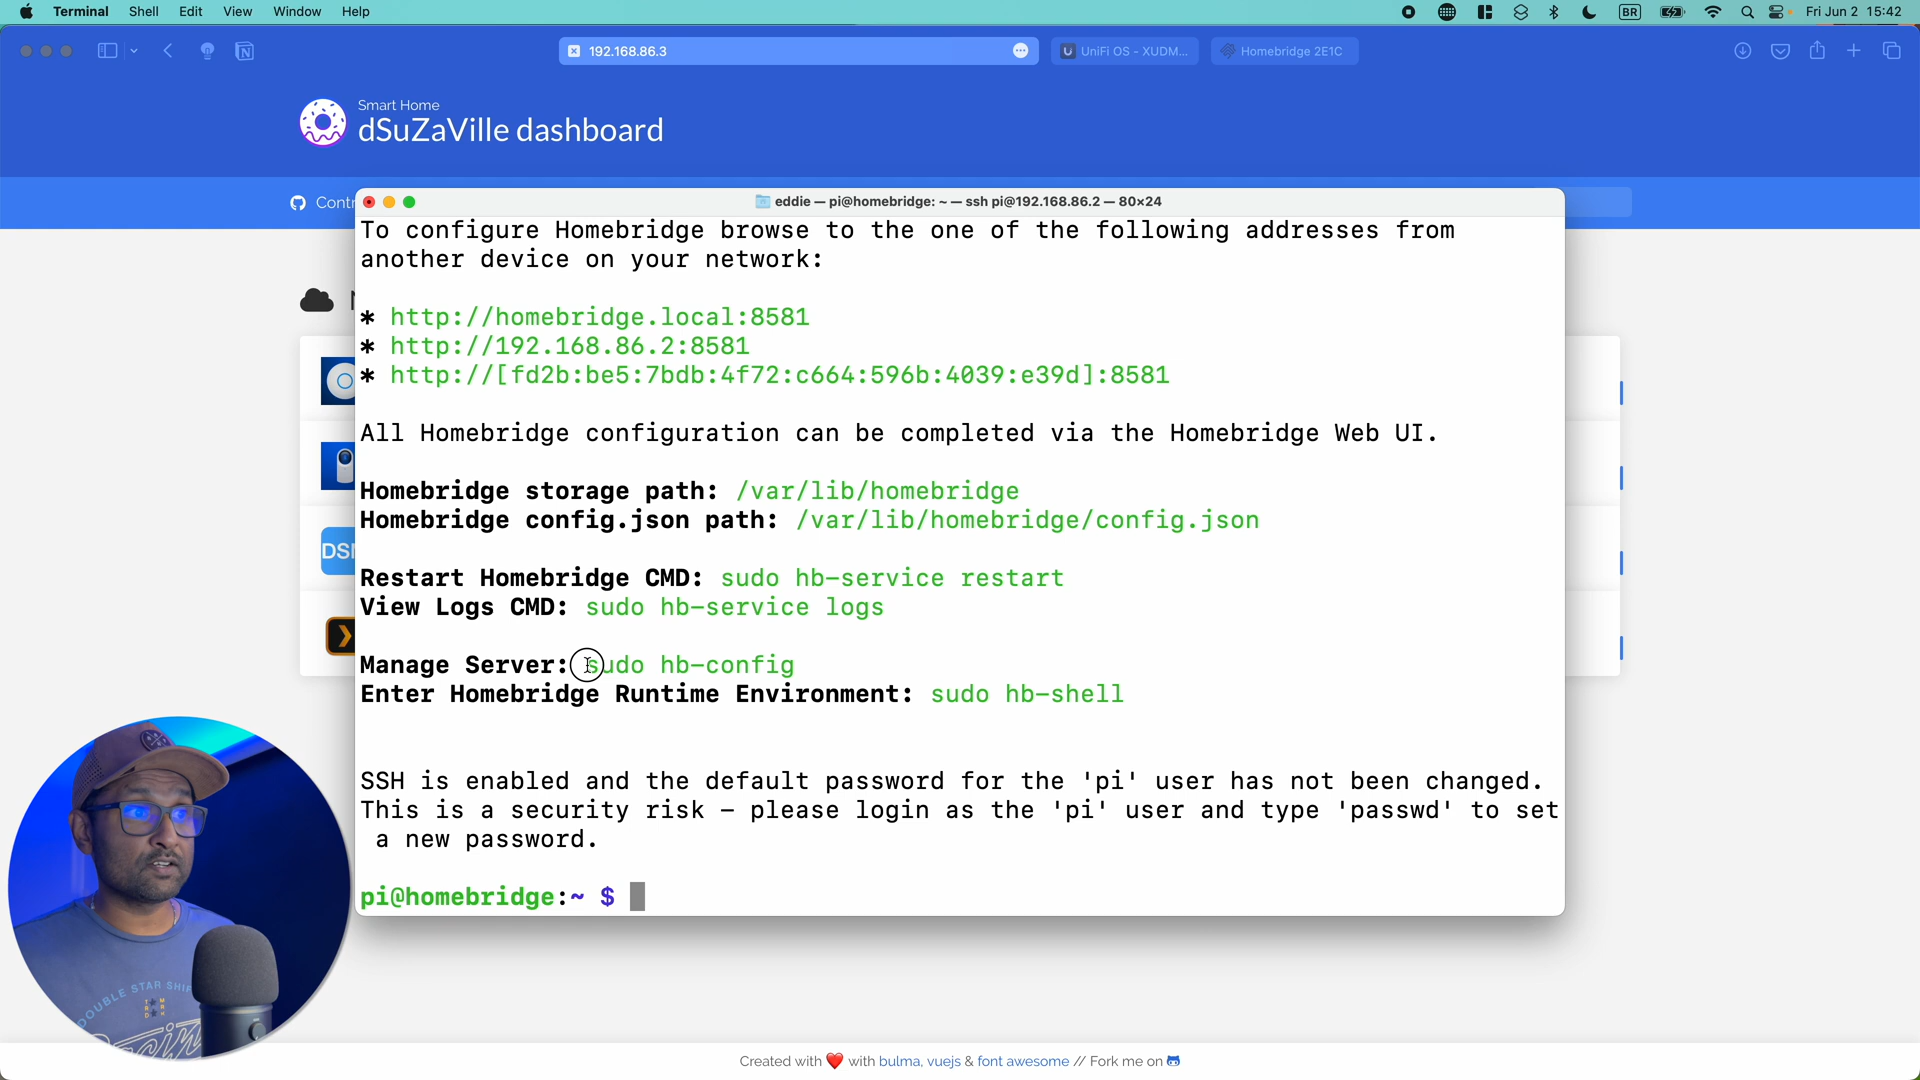 Terminal Shell Edit View Window Help
BR
Fri Jun 2 15:42
192.168.86.3
UniFi OS - XUDM...
Homebridge 2E1C
Smart Home
dSuZaVille dashboard
eddie — pi@homebridge: ~ — ssh pi@192.168.86.2 — 80×24
To configure Homebridge browse to the one of the following addresses from
another device on your network:
* http://homebridge.local:8581
* http://192.168.86.2:8581
* http://[fd2b:be5:7bdb:4f72:c664:596b:4039:e39d]:8581
All Homebridge configuration can be completed via the Homebridge Web UI.
Homebridge storage path: /var/lib/homebridge
Homebridge config.json path: /var/lib/homebridge/config.json
Restart Homebridge CMD: sudo hb-service restart
View Logs CMD: sudo hb-service logs
Manage Server: sudo hb-config
Enter Homebridge Runtime Environment: sudo hb-shell
SSH is enabled and the default password for the 'pi' user has not been changed.
This is a security risk - please login as the 'pi' user and type 'passwd' to set
a new password.
pi@homebridge:~ $
DOUBLE STAR
Created with ❤️ with bulma, vuejs & font awesome // Fork me on